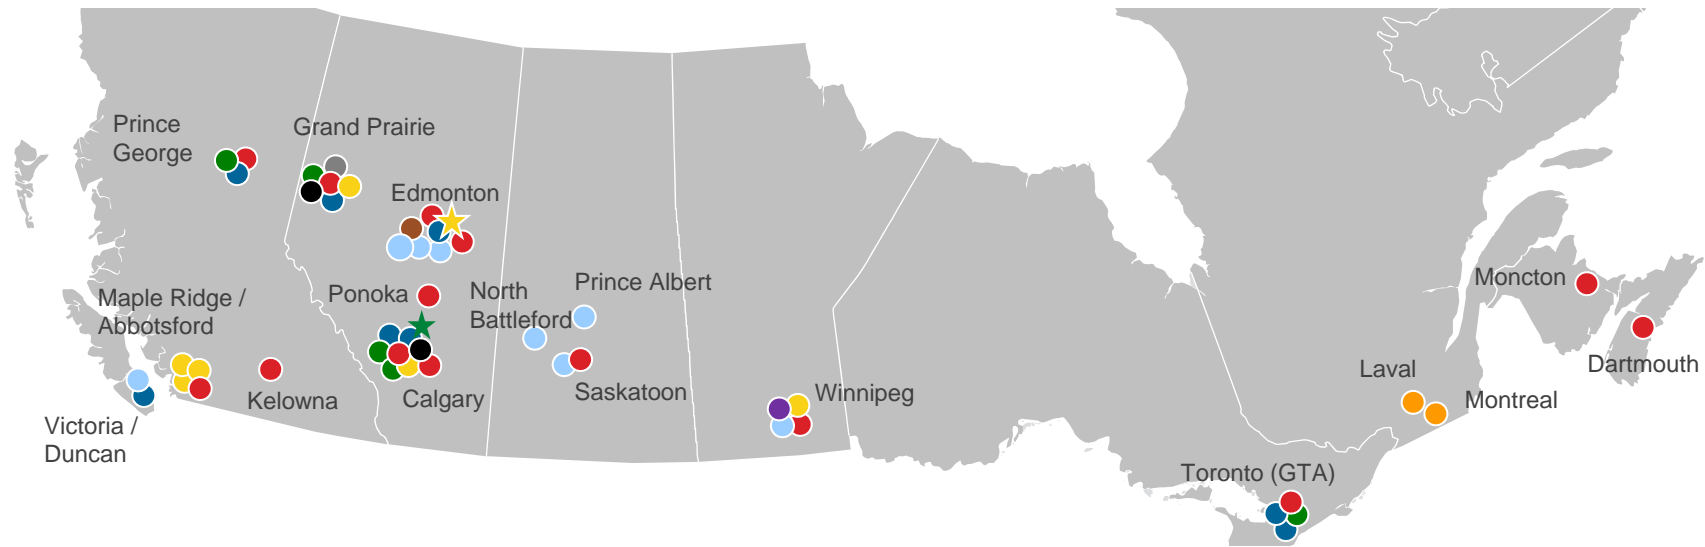 Prince
George
Grand Prairie
Edmonton
Maple Ridge /
Abbotsford
Ponoka
North
Battleford
Prince Albert
Moncton
Kelowna
Calgary
Saskatoon
Winnipeg
Laval
Dartmouth
Montreal
Victoria /
Duncan
Toronto (GTA)